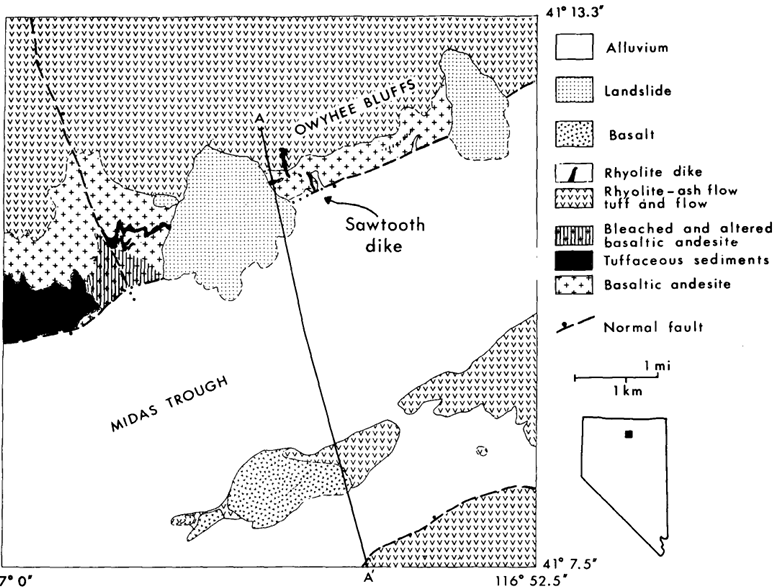 41° 13.3"
Alluvium
Landslide
Basalt
Rhyolite dike
Rhyolite-ash flow
tuff and flow
Bleached and altered
basaltic andesite
Tuffaceous sediments
Basaltic andesite
Normal fault
1 mi
1 km
A
OWYHEE BLUFFS
Sawtooth
dike
MIDAS TROUGH
A'
41° 7.5"
7° 0"
116° 52.5"